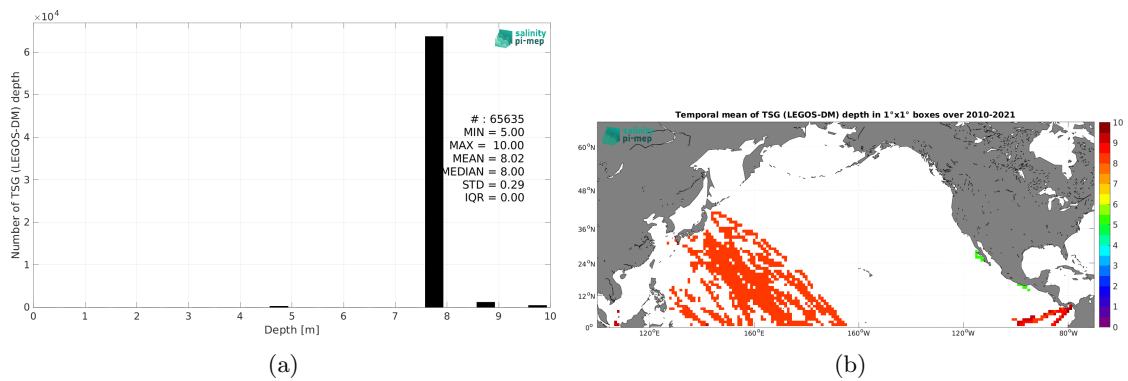 ×10⁴
salinity
pi-mep
Number of TSG (LEGOS-DM) depth
6
5
4
3
2
1
0
# : 65635
MIN = 5.00
MAX = 10.00
MEAN = 8.02
MEDIAN = 8.00
STD = 0.29
IQR = 0.00
0 1 2 3 4 5 6 7 8 9 10
Depth [m]
(a)
Temporal mean of TSG (LEGOS-DM) depth in 1°x1° boxes over 2010-2021
salinity
pi-mep
60°N
48°N
36°N
24°N
12°N
0°
120°E 160°E 160°W 120°W 80°W
10
9
8
7
6
5
4
3
2
1
0
(b)